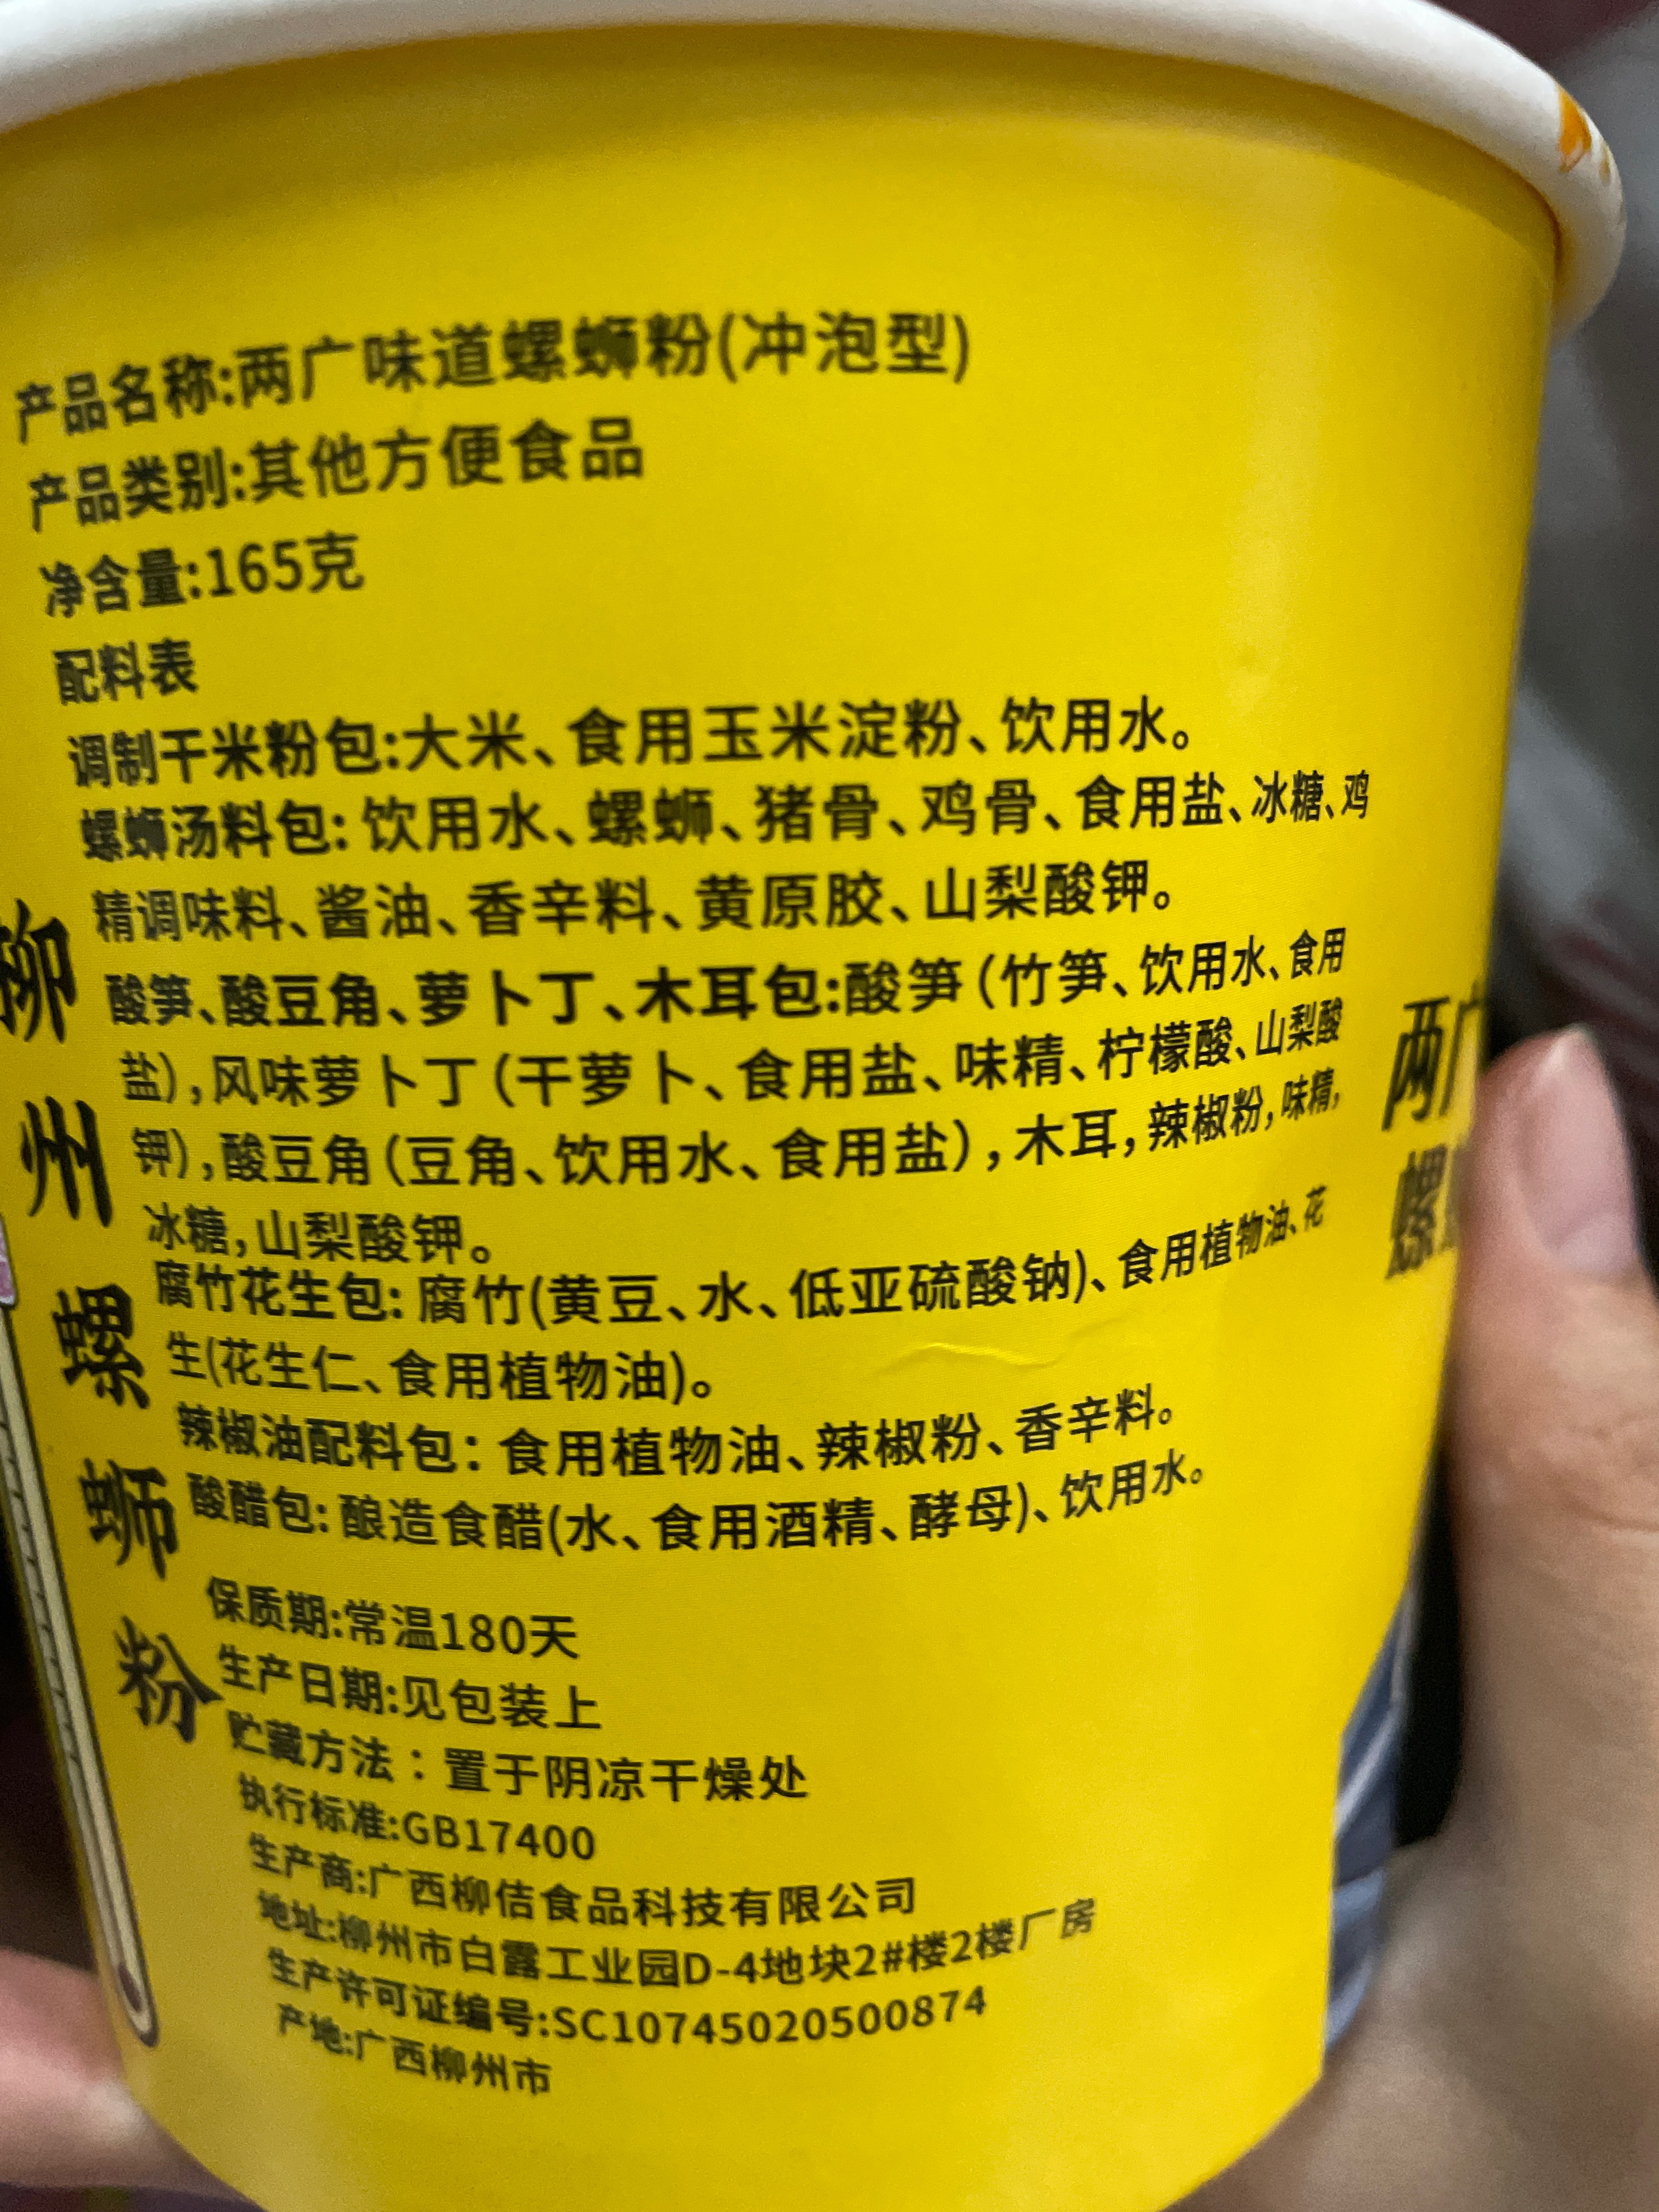 产品名称:两广味道螺蛳粉(冲泡型)
产品类别:其他方便食品
净含量:165克
配料表
调制干米粉包:大米、食用玉米淀粉、饮用水。
螺蛳汤料包: 饮用水、螺蛳、猪骨、鸡骨、食用盐、冰糖、鸡
精调味料、酱油、香辛料、黄原胶、山梨酸钾。
酸笋、酸豆角、萝卜丁、木耳包:酸笋(竹笋、饮用水、食用
盐),风味萝卜丁(干萝卜、食用盐、味精、柠檬酸、山梨酸
钾),酸豆角(豆角、饮用水、食用盐),木耳,辣椒粉,味精,
冰糖,山梨酸钾。
腐竹花生包: 腐竹(黄豆、水、低亚硫酸钠)、食用植物油、花
生(花生仁、食用植物油)。
辣椒油配料包: 食用植物油、辣椒粉、香辛料。
酸醋包: 酿造食醋(水、食用酒精、酵母)、饮用水。
保质期:常温180天
生产日期:见包装上
贮藏方法：置于阴凉干燥处
执行标准:GB17400
生产商:广西柳佶食品科技有限公司
地址:柳州市白露工业园D-4地块2#楼2楼厂房
生产许可证编号:SC10745020500874
产地:广西柳州市
柳州螺蛳粉
两广
螺